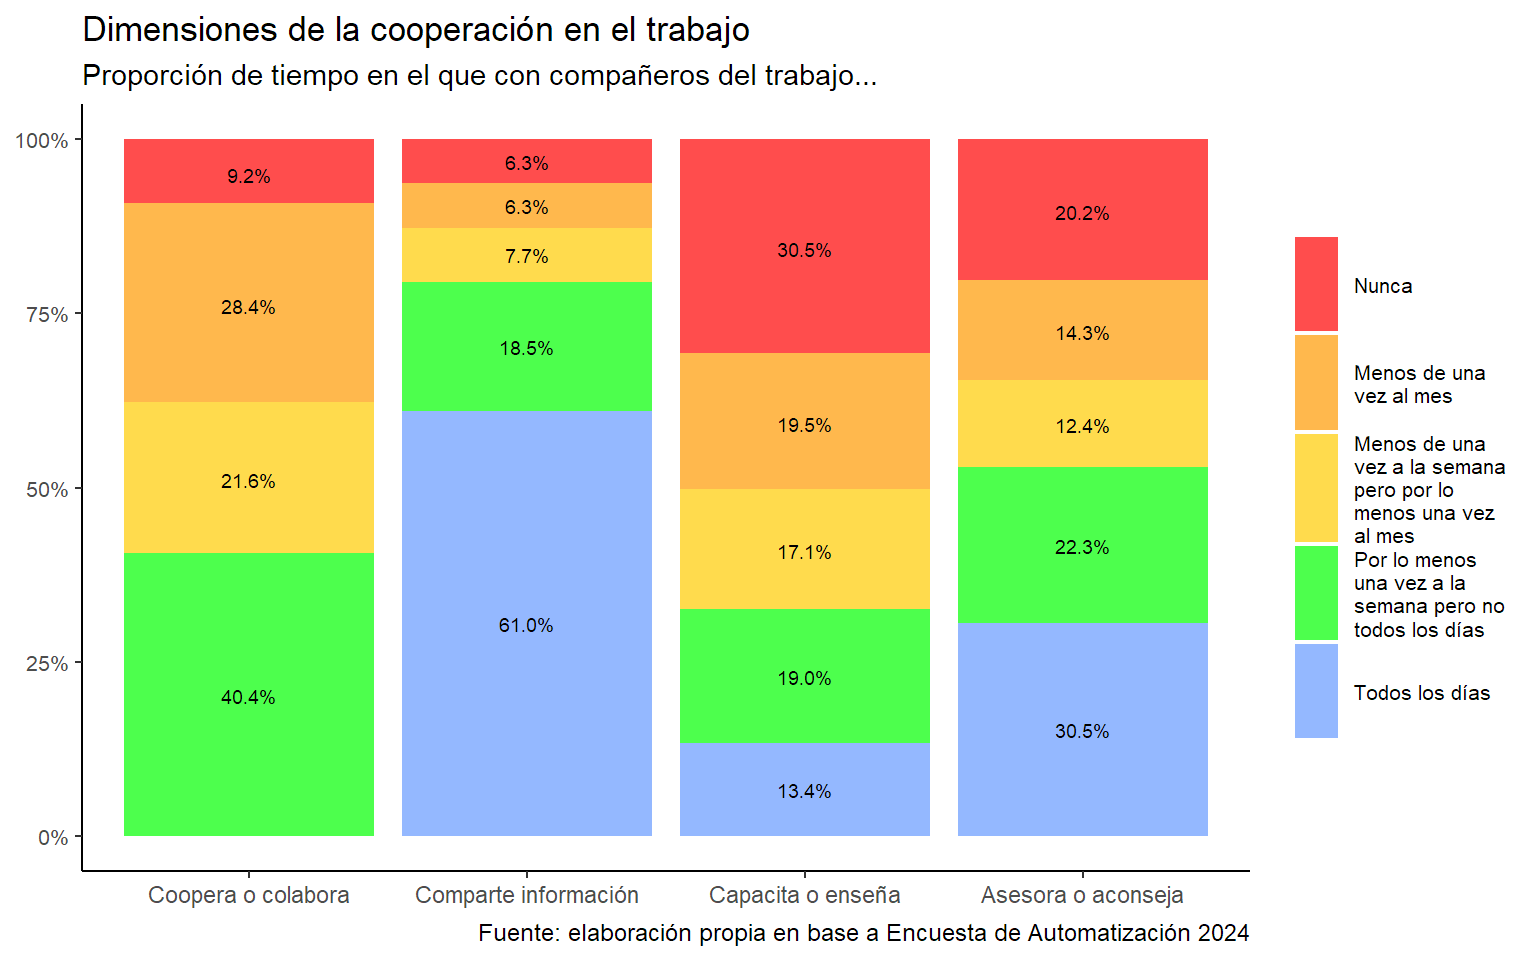 Dimensiones de la cooperación en el trabajo
Proporción de tiempo en el que con compañeros del trabajo...
100%
75%
50%
25%
0%
9.2%
28.4%
21.6%
40.4%
6.3%
6.3%
7.7%
18.5%
61.0%
30.5%
19.5%
17.1%
19.0%
13.4%
20.2%
14.3%
12.4%
22.3%
30.5%
Coopera o colabora
Comparte información
Capacita o enseña
Asesora o aconseja
Nunca
Menos de una
vez al mes
Menos de una
vez a la semana
pero por lo
menos una vez
al mes
Por lo menos
una vez a la
semana pero no
todos los días
Todos los días
Fuente: elaboración propia en base a Encuesta de Automatización 2024